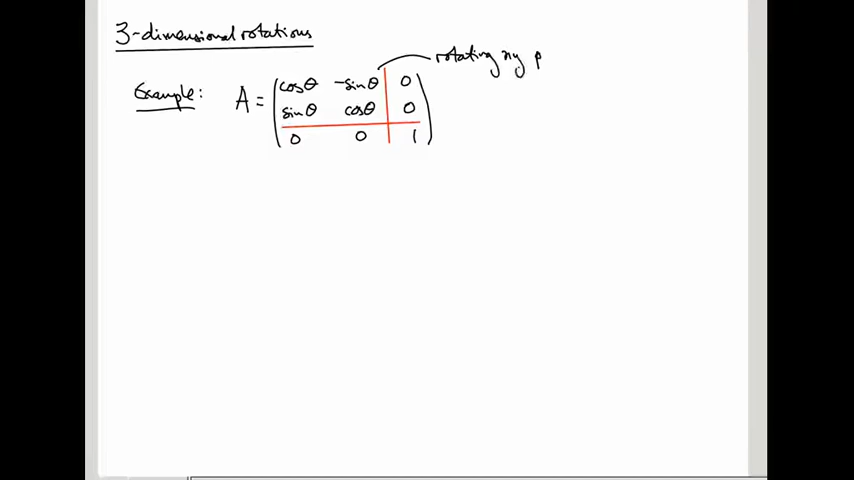 3-dimensional rotations
rotating xy p
Example: A = (cosθ -sinθ 0
sinθ cosθ 0
0 0 1)